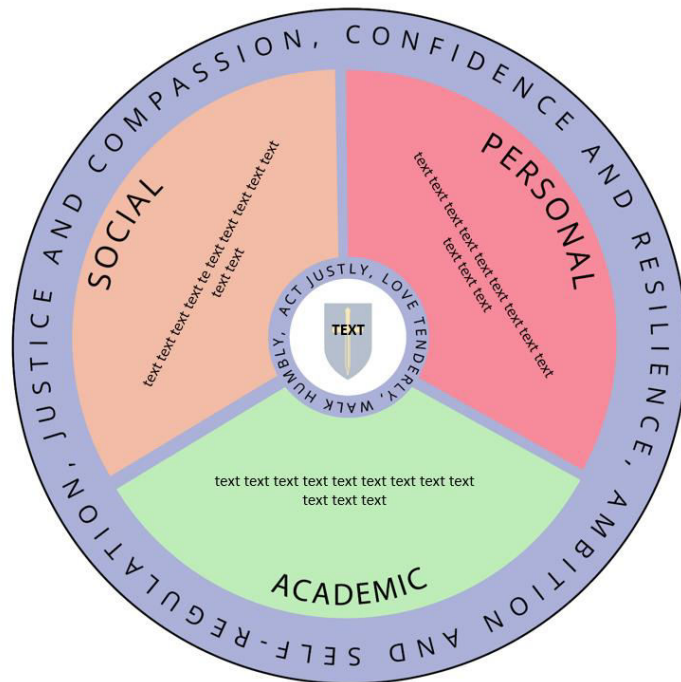 JUSTICE AND COMPASSION, CONFIDENCE AND RESILIENCE, AMBITION AND SELF-REGULATION,
SOCIAL
text text text text te text text text text text
text text
PERSONAL
text text text text text text text text text
text text text
ACT JUSTLY, LOVE TENDERLY, WALK HUMBLY,
TEXT
text text text text text text text text text
text text text
ACADEMIC